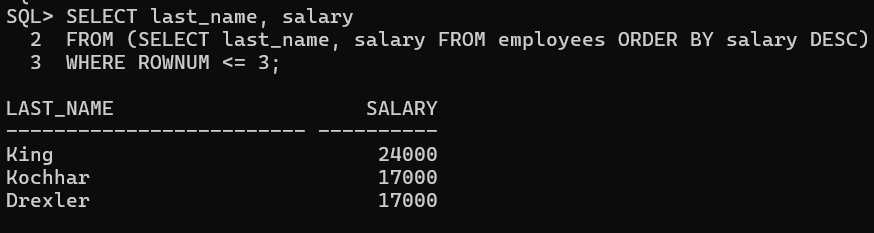 SQL> SELECT last_name, salary
  2  FROM (SELECT last_name, salary FROM employees ORDER BY salary DESC)
  3  WHERE ROWNUM <= 3;

LAST_NAME                     SALARY
------------------------- ----------
King                           24000
Kochhar                        17000
Drexler                        17000